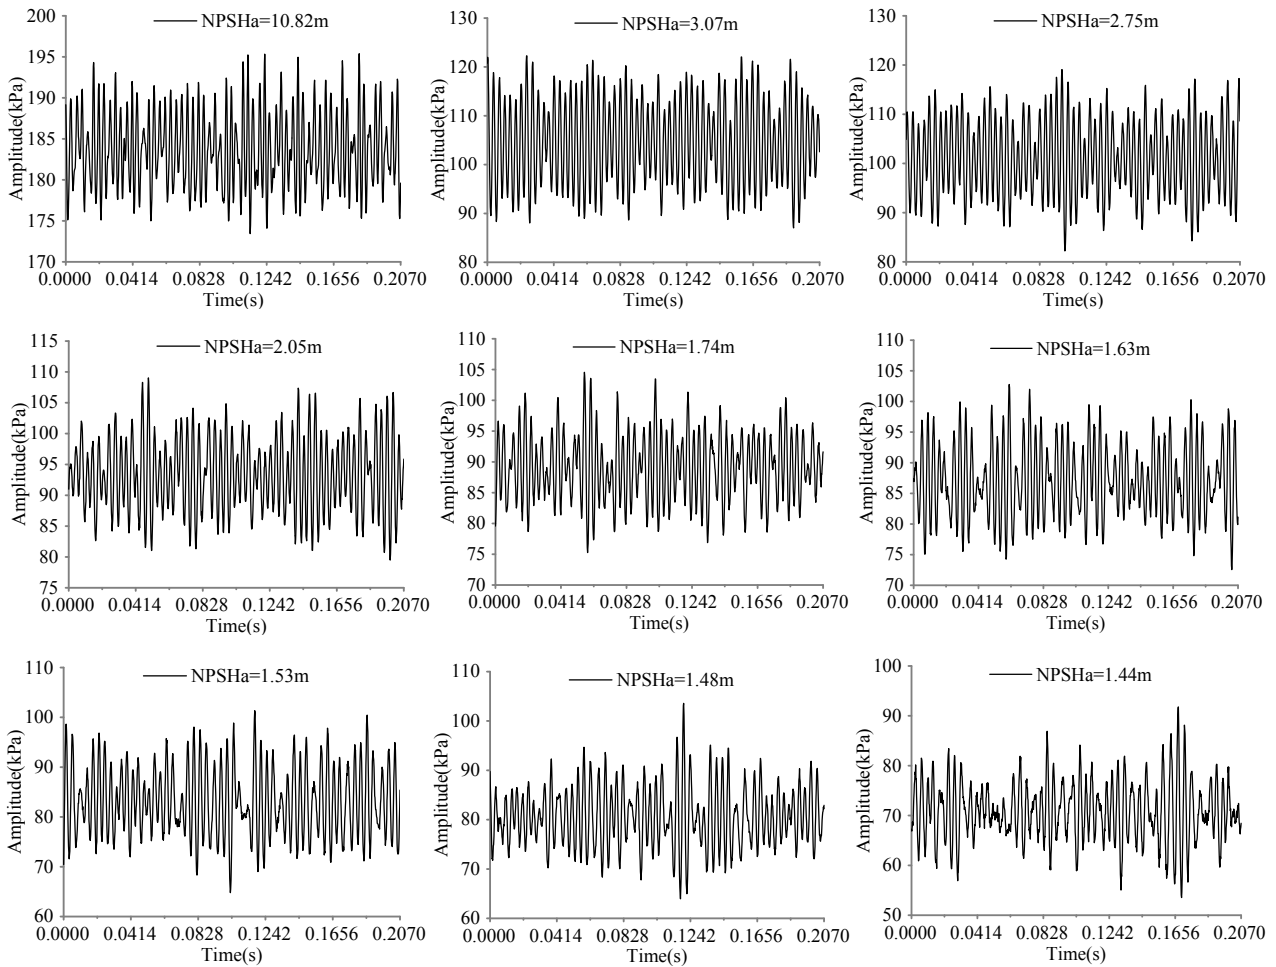 NPSHa=10.82m
Amplitude(kPa)
200
195
190
185
180
175
170
0.0000 0.0414 0.0828 0.1242 0.1656 0.2070
Time(s)
NPSHa=3.07m
Amplitude(kPa)
130
120
110
100
90
80
0.0000 0.0414 0.0828 0.1242 0.1656 0.2070
Time(s)
NPSHa=2.75m
Amplitude(kPa)
130
120
110
100
90
80
0.0000 0.0414 0.0828 0.1242 0.1656 0.2070
Time(s)
NPSHa=2.05m
Amplitude(kPa)
115
110
105
100
95
90
85
80
75
0.0000 0.0414 0.0828 0.1242 0.1656 0.2070
Time(s)
NPSHa=1.74m
Amplitude(kPa)
110
105
100
95
90
85
80
75
70
0.0000 0.0414 0.0828 0.1242 0.1656 0.2070
Time(s)
NPSHa=1.63m
Amplitude(kPa)
110
105
100
95
90
85
80
75
70
0.0000 0.0414 0.0828 0.1242 0.1656 0.2070
Time(s)
NPSHa=1.53m
Amplitude(kPa)
110
100
90
80
70
60
0.0000 0.0414 0.0828 0.1242 0.1656 0.2070
Time(s)
NPSHa=1.48m
Amplitude(kPa)
110
100
90
80
70
60
0.0000 0.0414 0.0828 0.1242 0.1656 0.2070
Time(s)
NPSHa=1.44m
Amplitude(kPa)
100
90
80
70
60
50
0.0000 0.0414 0.0828 0.1242 0.1656 0.2070
Time(s)